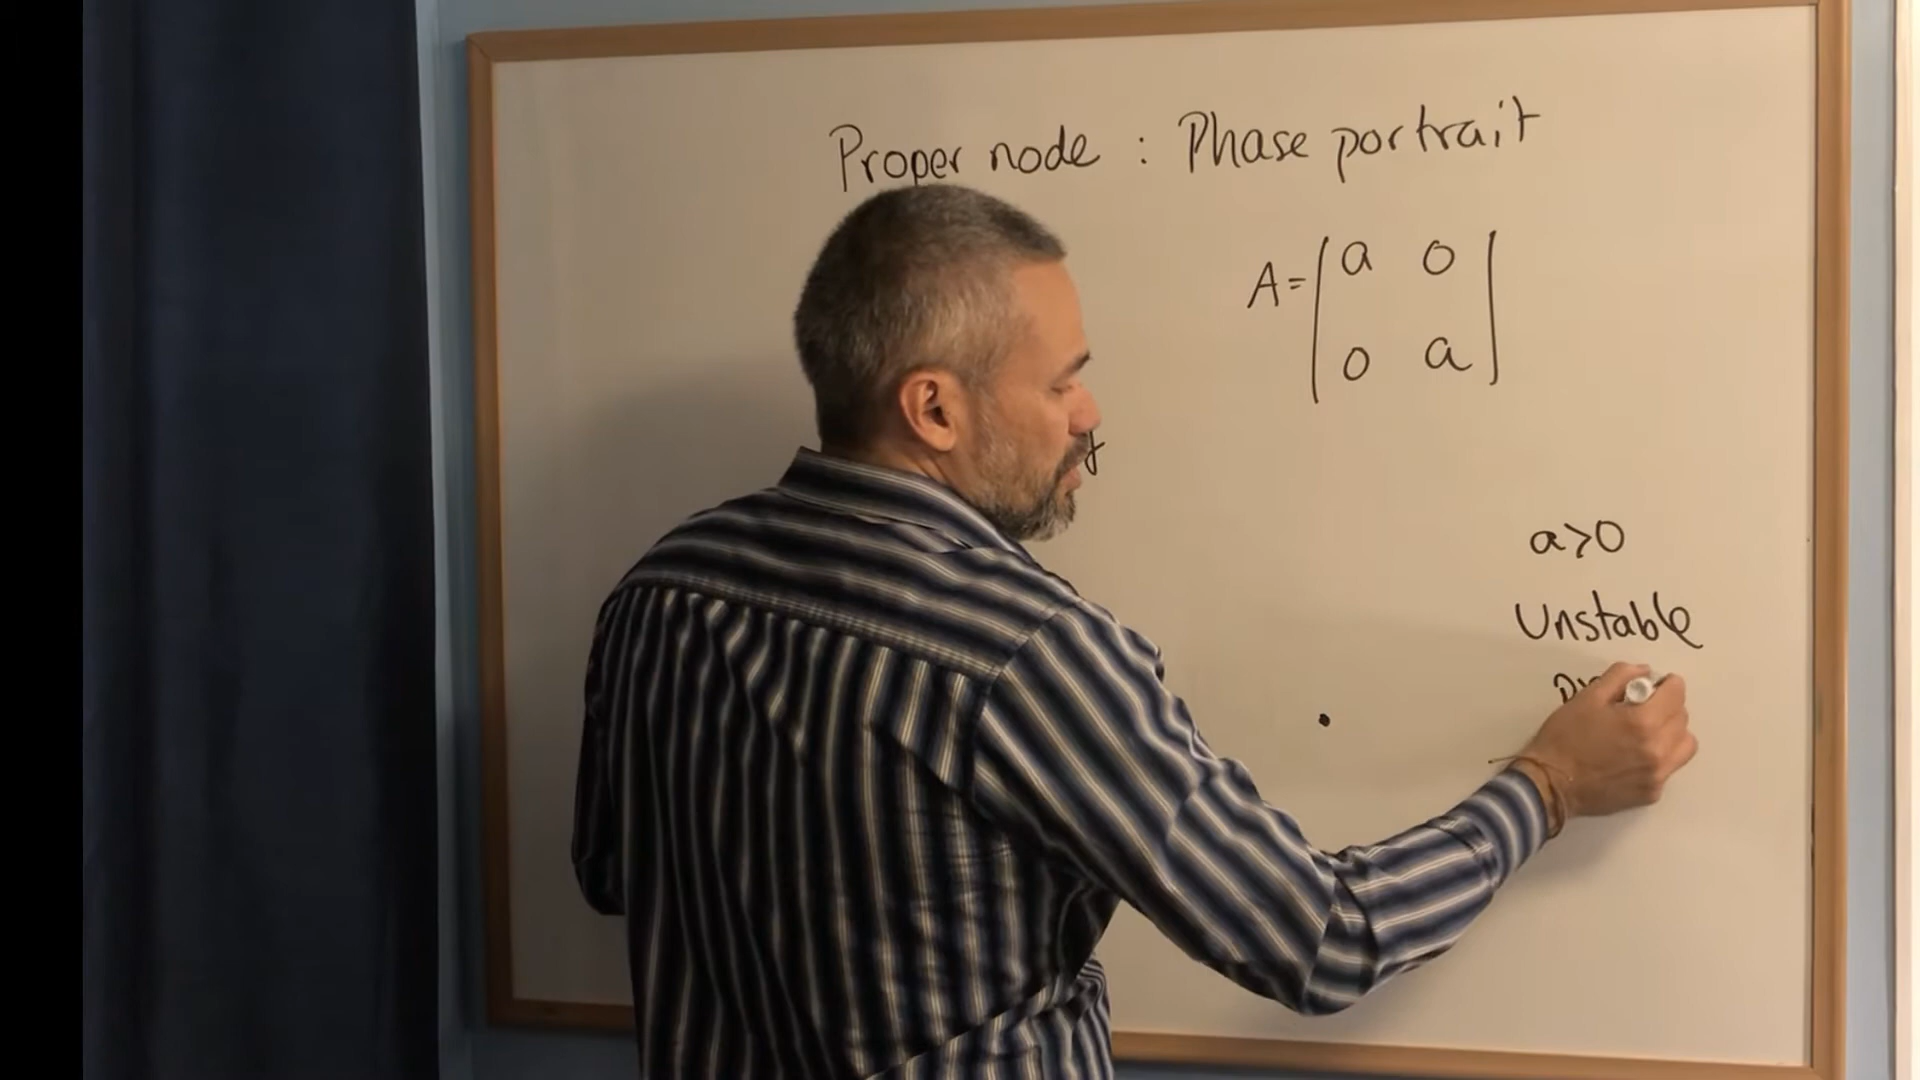 Proper node : Phase portrait
A = ( a 0
0 a )
y
a>0
Unstable